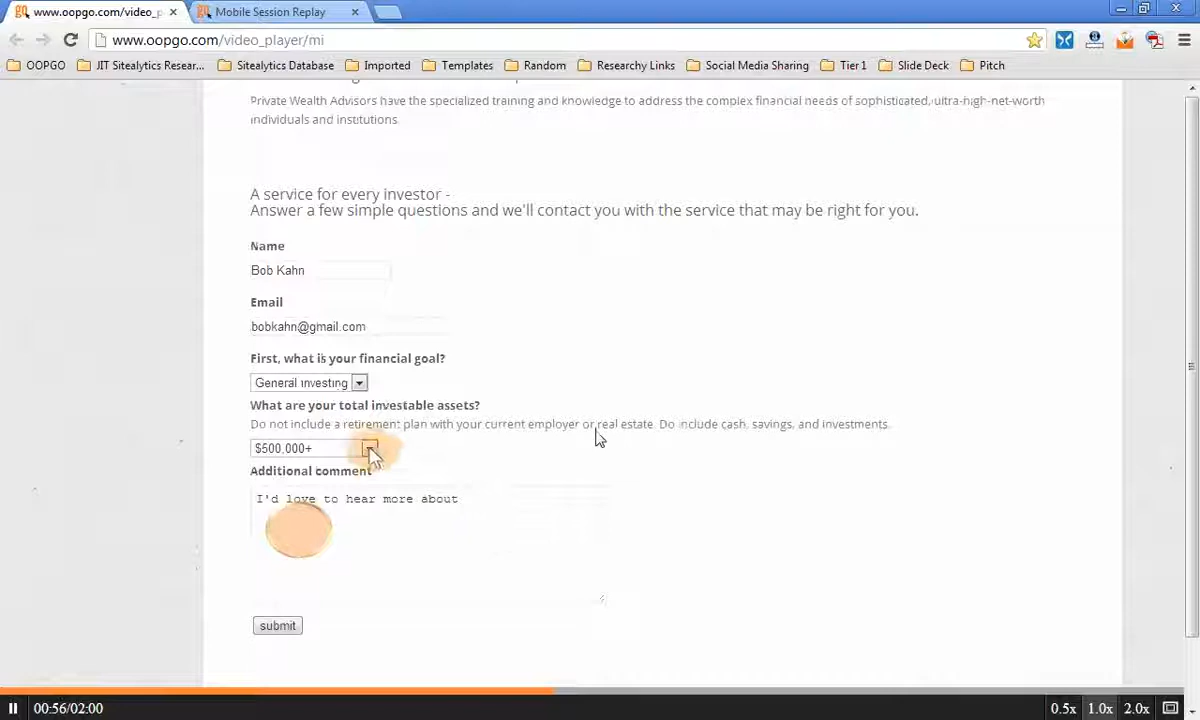 www.oopgo.com/video_p
Mobile Session Replay
www.oopgo.com/video_player/mi
OOPGO
JIT Sitealytics Resear...
Sitealytics Database
Imported
Templates
Random
Researchy Links
Social Media Sharing
Tier 1
Slide Deck
Pitch
Private Wealth Advisors have the specialized training and knowledge to address the complex financial needs of sophisticated, ultra-high-net-worth
individuals and institutions.
A service for every investor -
Answer a few simple questions and we'll contact you with the service that may be right for you.
Name
Bob Kahn
Email
bobkahn@gmail.com
First, what is your financial goal?
General investing
What are your total investable assets?
Do not include a retirement plan with your current employer or real estate. Do include cash, savings, and investments.
$500,000+
Additional comment
I'd love to hear more about
submit
00:56/02:00
0.5x
1.0x
2.0x